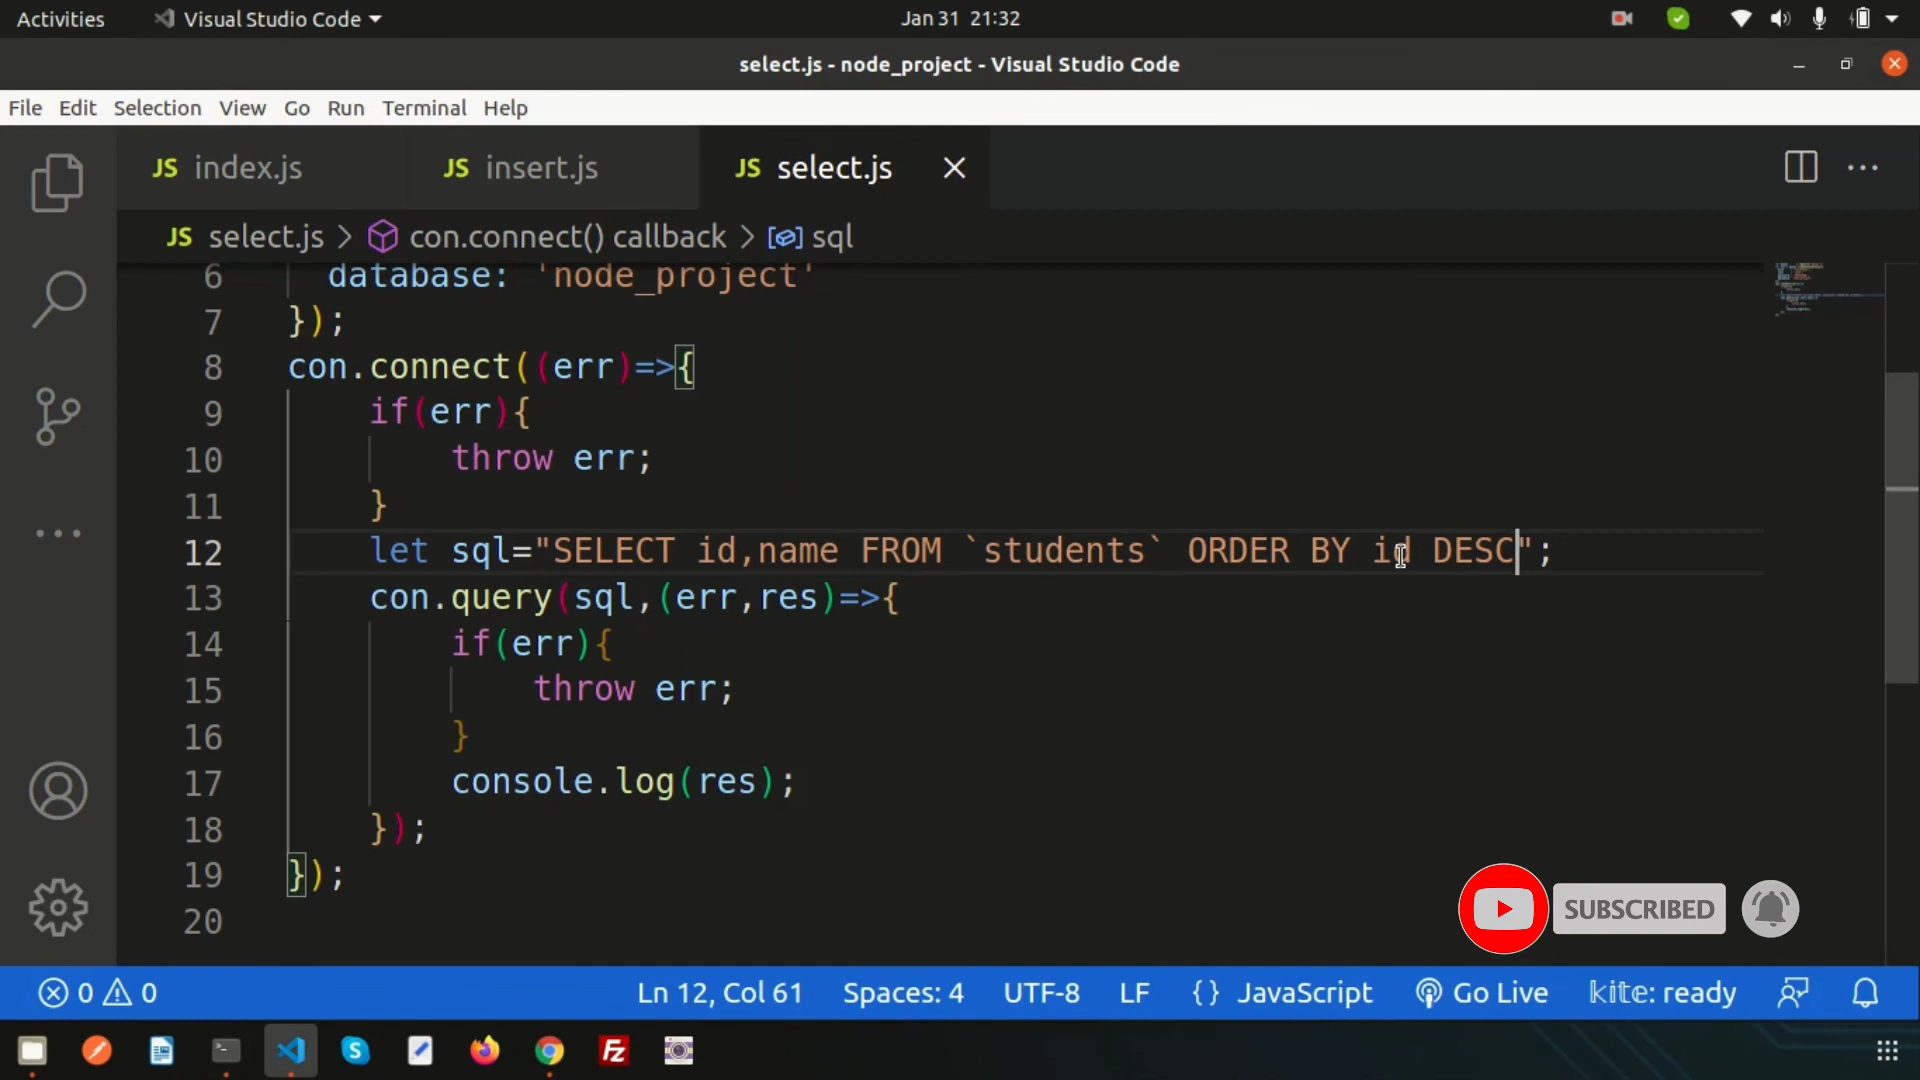 Activities Visual Studio Code Jan 31 21:32
select.js - node_project - Visual Studio Code
File Edit Selection View Go Run Terminal Help
JS index.js JS insert.js JS select.js
JS select.js > con.connect() callback > sql
6 database: 'node_project'
7 });
8 con.connect((err)=>{
9 if(err){
10 throw err;
11 }
12 let sql="SELECT id,name FROM `students` ORDER BY id DESC";
13 con.query(sql,(err,res)=>{
14 if(err){
15 throw err;
16 }
17 console.log(res);
18 });
19 });
20
SUBSCRIBED
0 0 Ln 12, Col 61 Spaces: 4 UTF-8 LF {} JavaScript Go Live kite: ready